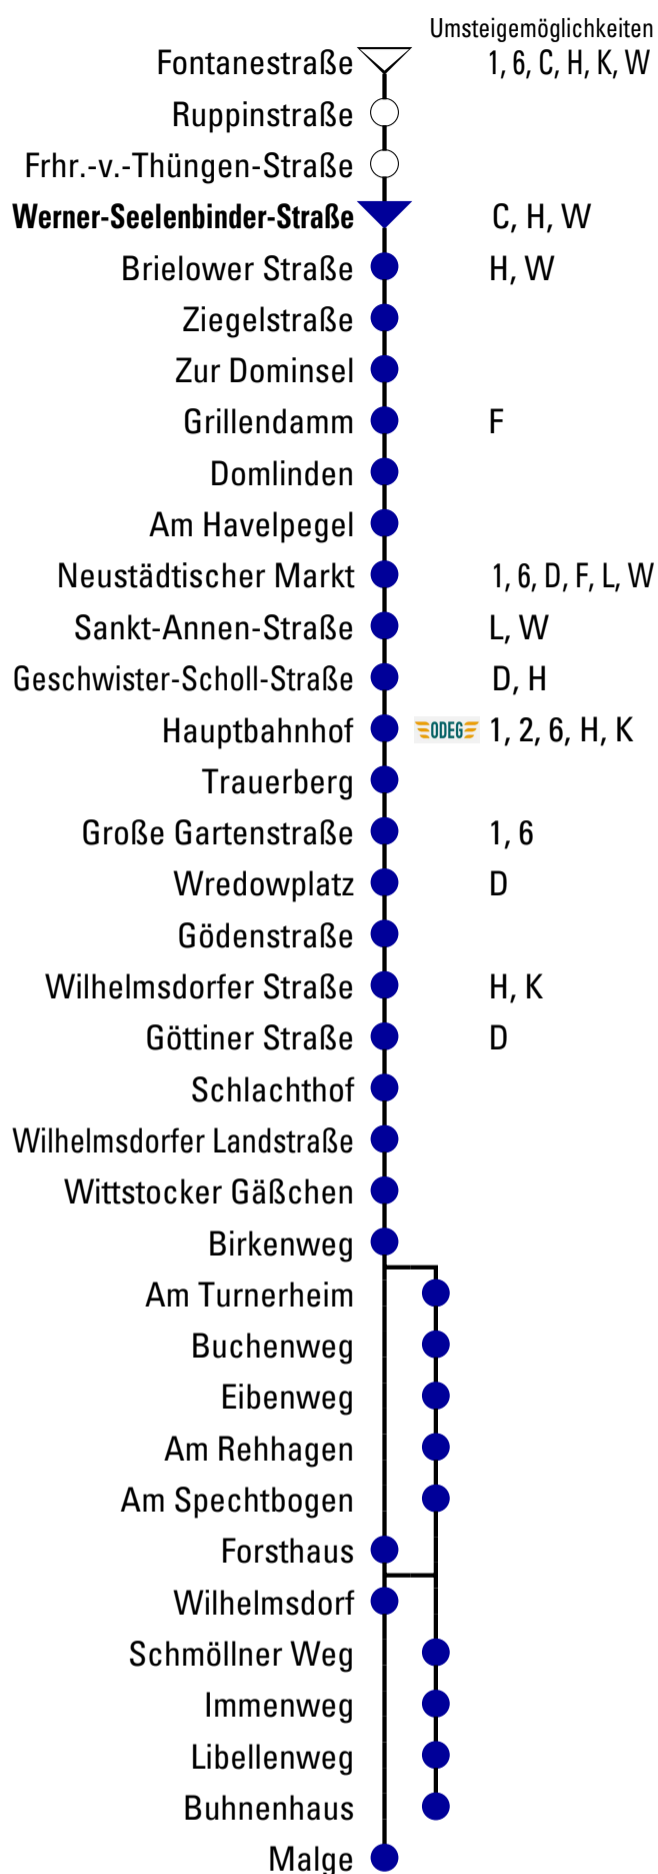 Umsteigemöglichkeiten
Fontanestraße 1, 6, C, H, K, W
Ruppinstraße
Frhr.-v.-Thüngen-Straße
Werner-Seelenbinder-Straße C, H, W
Brielower Straße H, W
Ziegelstraße
Zur Dominsel
Grillendamm F
Domlinden
Am Havelpegel
Neustädtischer Markt 1, 6, D, F, L, W
Sankt-Annen-Straße L, W
Geschwister-Scholl-Straße D, H
Hauptbahnhof ODEG 1, 2, 6, H, K
Trauerberg
Große Gartenstraße 1, 6
Wredowplatz D
Gödenstraße
Wilhelmsdorfer Straße H, K
Göttiner Straße D
Schlachthof
Wilhelmsdorfer Landstraße
Wittstocker Gäßchen
Birkenweg
Am Turnerheim
Buchenweg
Eibenweg
Am Rehhagen
Am Spechtbogen
Forsthaus
Wilhelmsdorf
Schmöllner Weg
Immenweg
Libellenweg
Buhnenhaus
Malge